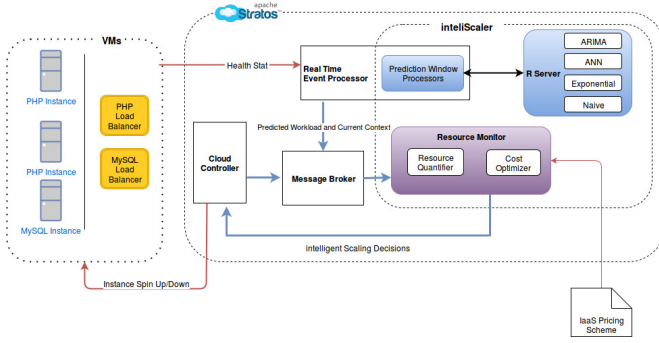 apache
Stratos™
VMs
PHP Instance
PHP Instance
MySQL Instance
PHP
Load
Balancer
MySQL
Load
Balancer
Health Stat
inteliScaler
Real Time
Event Processor
Prediction Window
Processors
R Server
ARIMA
ANN
Exponential
Naive
Predicted Workload and Current Context
Cloud
Controller
Message Broker
Resource Monitor
Resource
Quantifier
Cost
Optimizer
intelligent Scaling Decisions
Instance Spin Up/Down
IaaS Pricing
Scheme